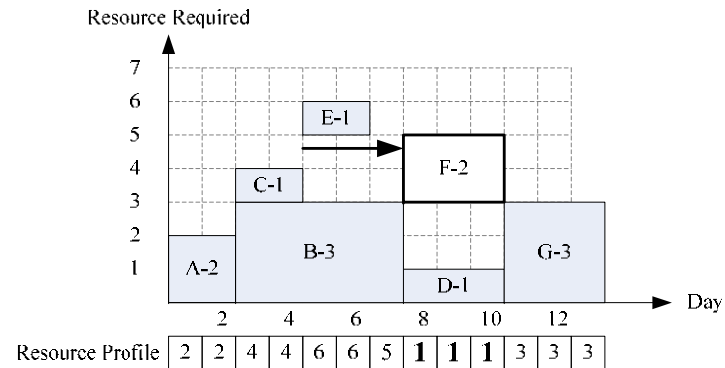 Resource Required
7
6
E-1
5
F-2
4
C-1
3
B-3
G-3
2
A-2
1
D-1
Day
2 4 6 8 10 12
Resource Profile 2 2 4 4 6 6 5 1 1 1 3 3 3